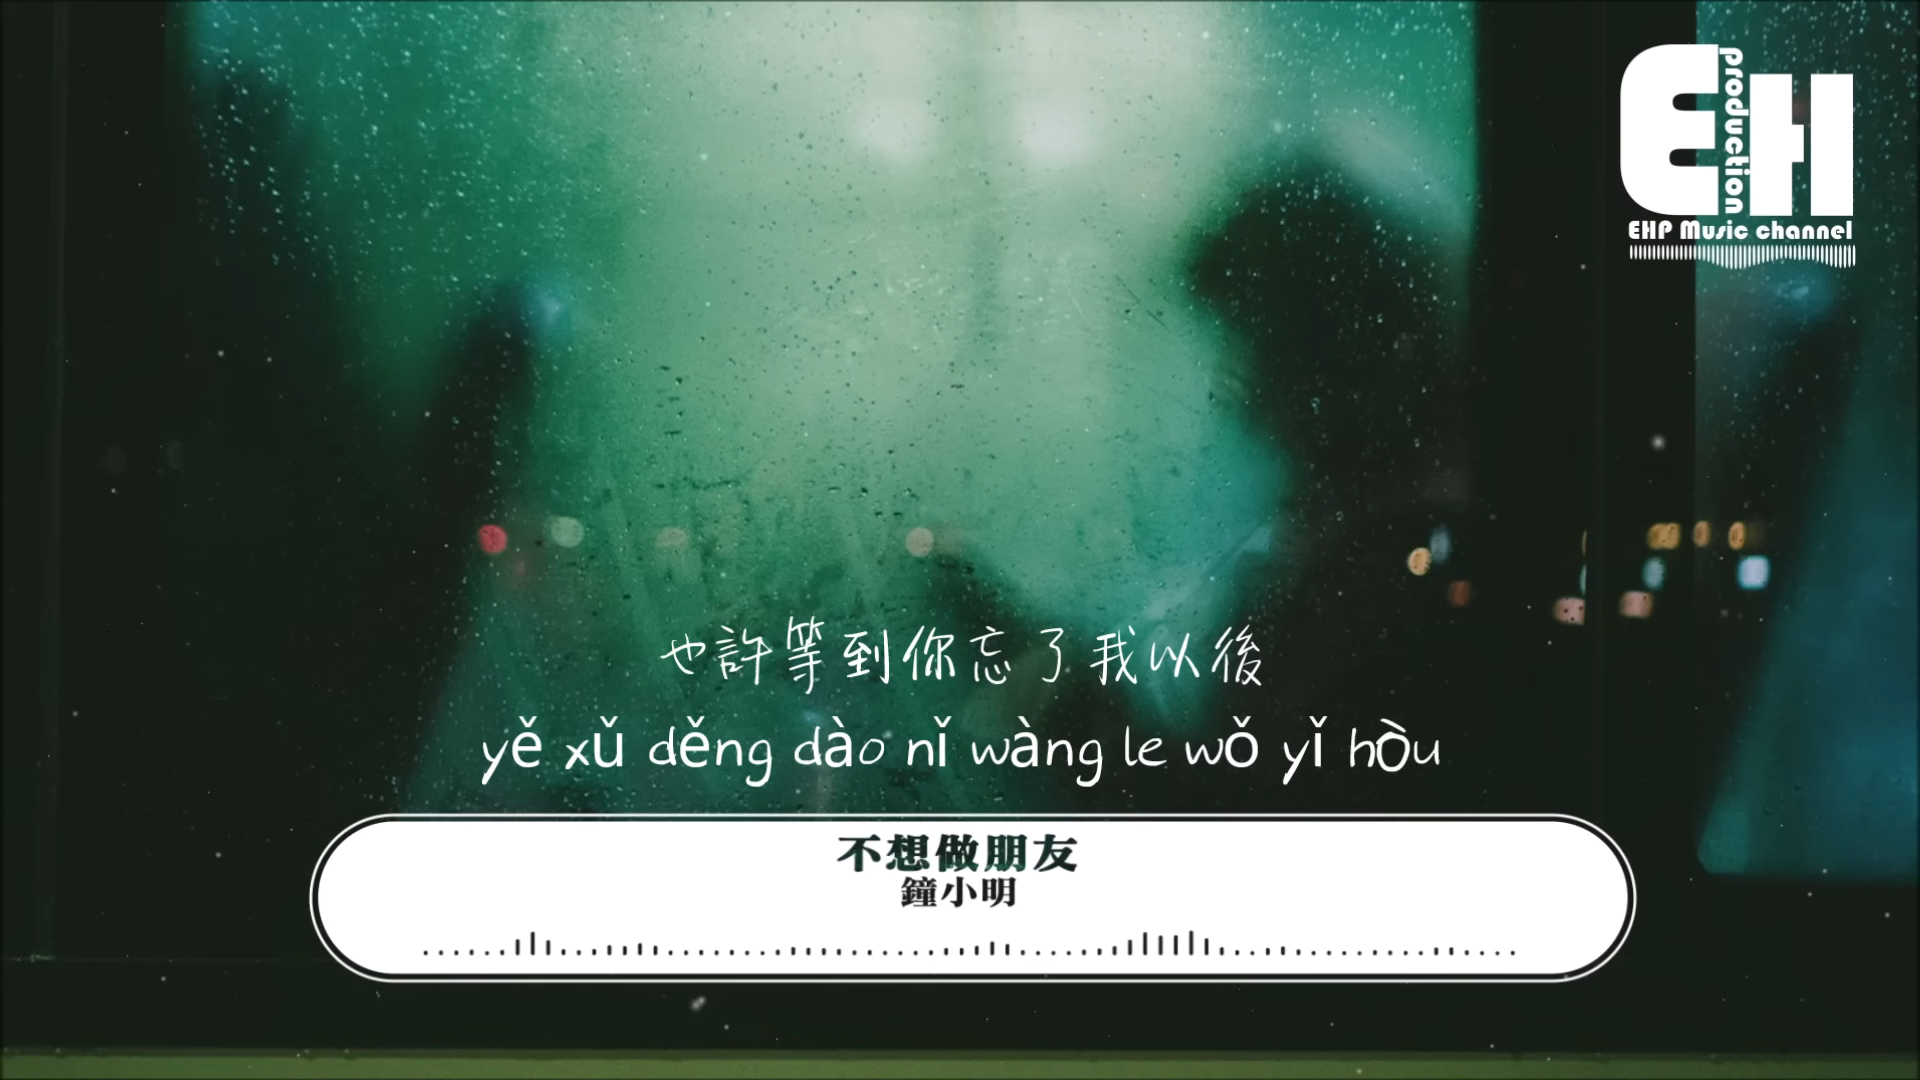 EH
production
EHP Music channel
也許等到你忘了我以後
yě xǔ děng dào nǐ wàng le wǒ yǐ hòu
不想做朋友
鐘小明